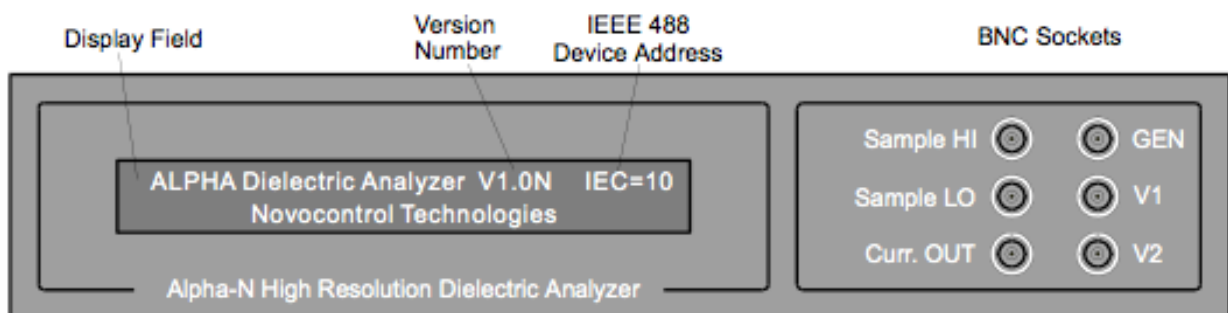 Display Field
Version Number
IEEE 488 Device Address
BNC Sockets
ALPHA Dielectric Analyzer V1.0N IEC=10
Novocontrol Technologies
Alpha-N High Resolution Dielectric Analyzer
Sample HI
GEN
Sample LO
V1
Curr. OUT
V2